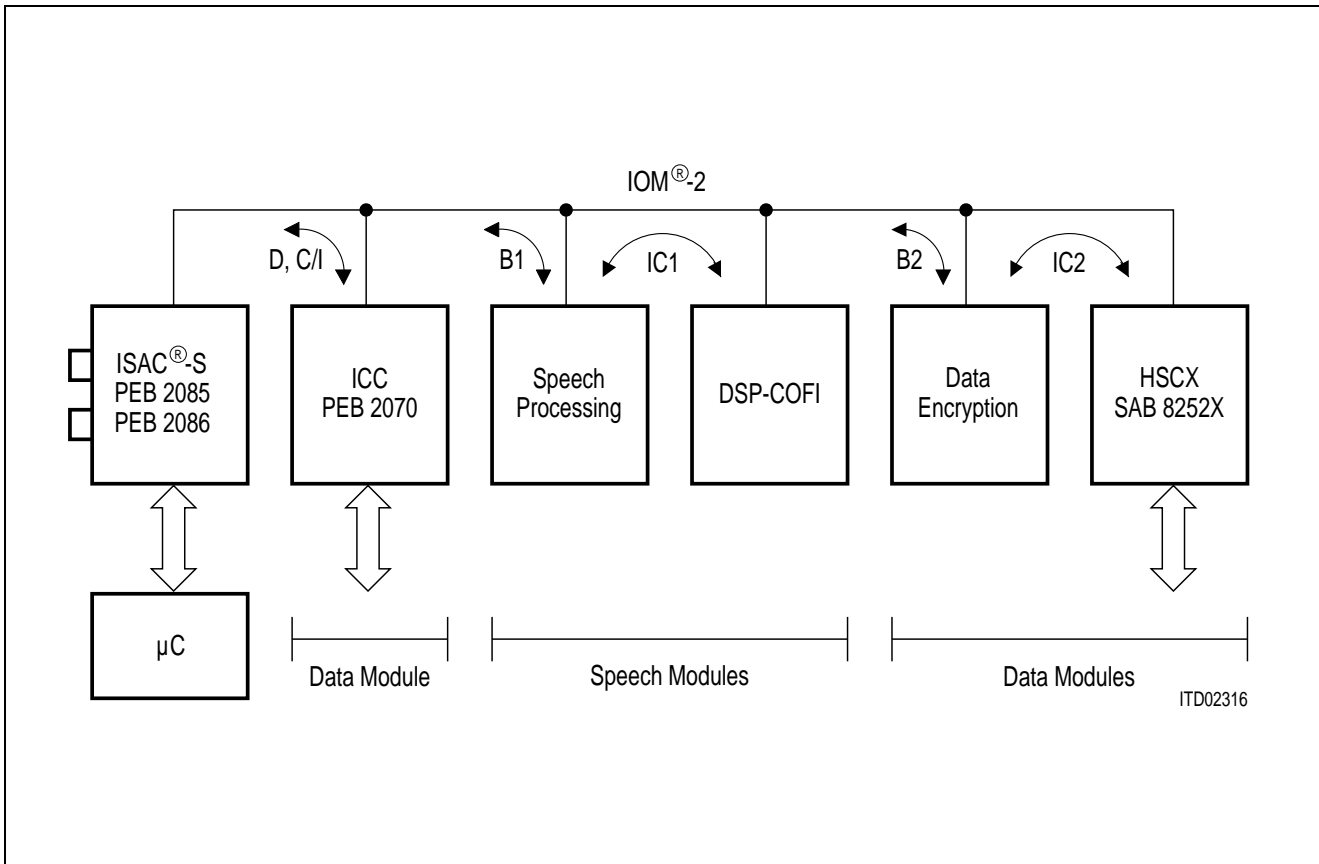 IOM®-2
D, C/I
B1
IC1
B2
IC2
ISAC®-S
PEB 2085
PEB 2086
ICC
PEB 2070
Speech
Processing
DSP-COFI
Data
Encryption
HSCX
SAB 8252X
µC
Data Module
Speech Modules
Data Modules
ITD02316